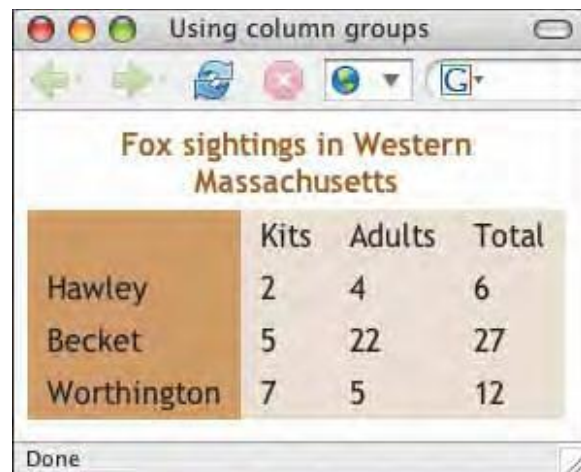 Using column groups
G
Fox sightings in Western
Massachusetts
Kits Adults Total
Hawley 2 4 6
Becket 5 22 27
Worthington 7 5 12
Done